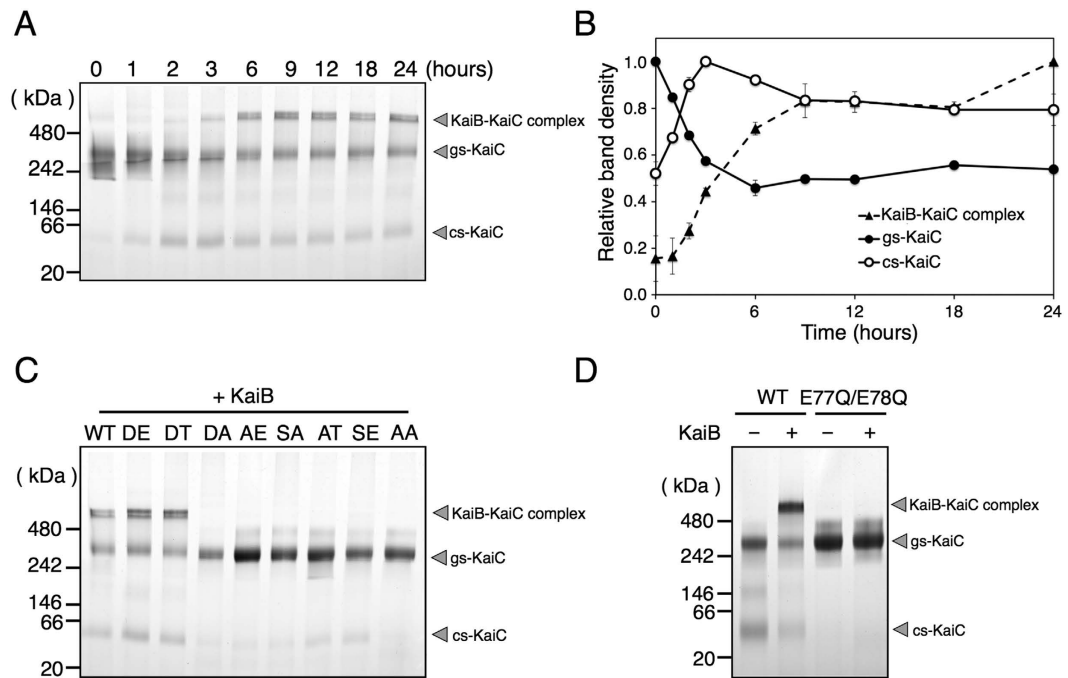 A
0 1 2 3 6 9 12 18 24 (hours)
( kDa )
480
242
146
66
20
KaiB-KaiC complex
gs-KaiC
cs-KaiC
B
Relative band density
1.0
0.8
0.6
0.4
0.2
0.0
KaiB-KaiC complex
gs-KaiC
cs-KaiC
0 6 12 18 24
Time (hours)
C
+ KaiB
WT DE DT DA AE SA AT SE AA
( kDa )
480
242
146
66
20
KaiB-KaiC complex
gs-KaiC
cs-KaiC
D
WT E77Q/E78Q
KaiB − + − +
( kDa )
480
242
146
66
20
KaiB-KaiC complex
gs-KaiC
cs-KaiC